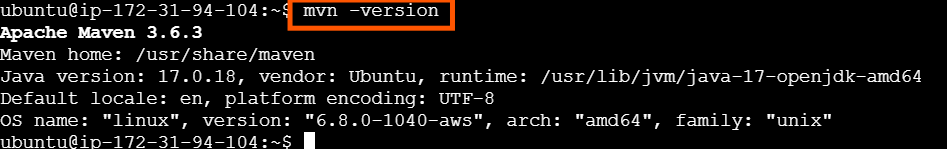 ubuntu@ip-172-31-94-104:~$ mvn -version
Apache Maven 3.6.3
Maven home: /usr/share/maven
Java version: 17.0.18, vendor: Ubuntu, runtime: /usr/lib/jvm/java-17-openjdk-amd64
Default locale: en, platform encoding: UTF-8
OS name: "linux", version: "6.8.0-1040-aws", arch: "amd64", family: "unix"
ubuntu@ip-172-31-94-104:~$